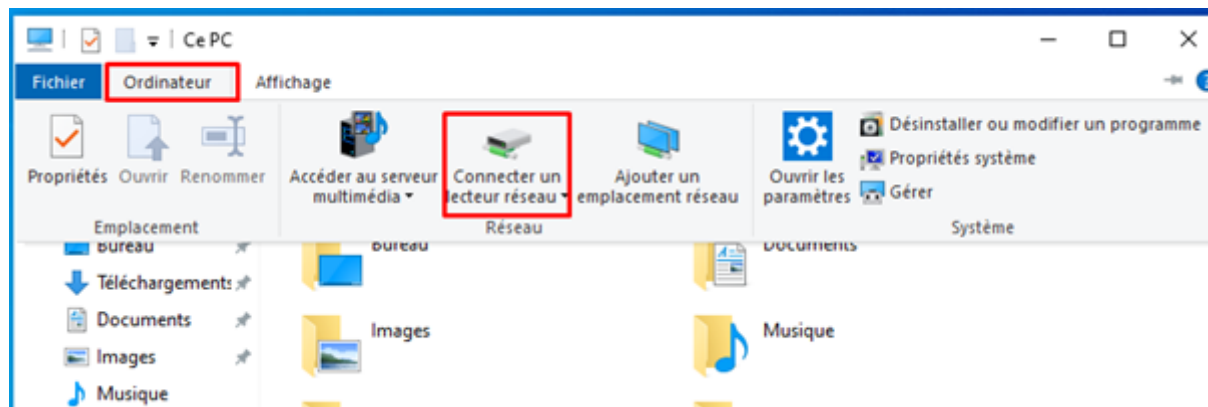 Ce PC
Fichier Ordinateur Affichage
Propriétés Ouvrir Renommer
Accéder au serveur
multimédia
Connecter un
lecteur réseau
Ajouter un
emplacement réseau
Ouvrir les
paramètres
Désinstaller ou modifier un programme
Propriétés système
Gérer
Emplacement Réseau Système
Bureau
Téléchargements
Documents
Images
Musique
Bureau Documents
Images Musique